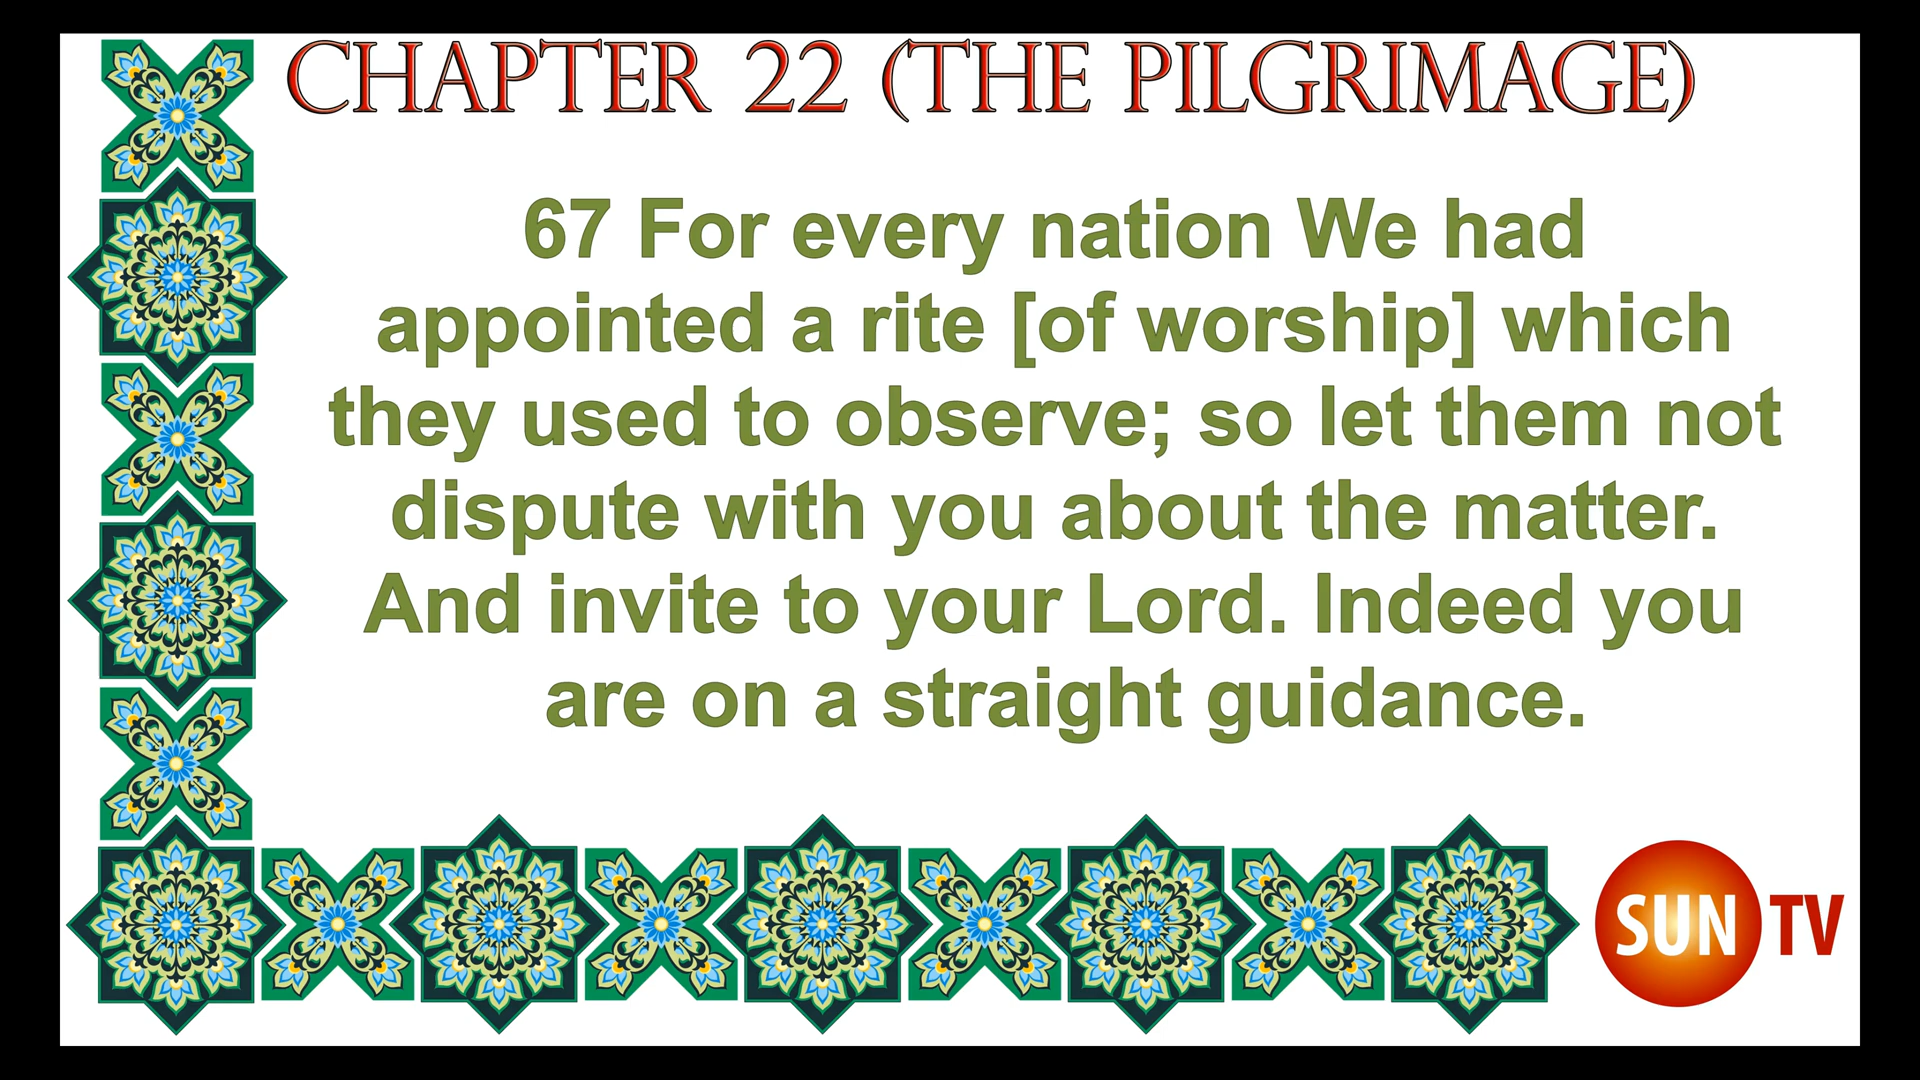 CHAPTER 22 (THE PILGRIMAGE)
67 For every nation We had
appointed a rite [of worship] which
they used to observe; so let them not
dispute with you about the matter.
And invite to your Lord. Indeed you
are on a straight guidance.
SUN TV